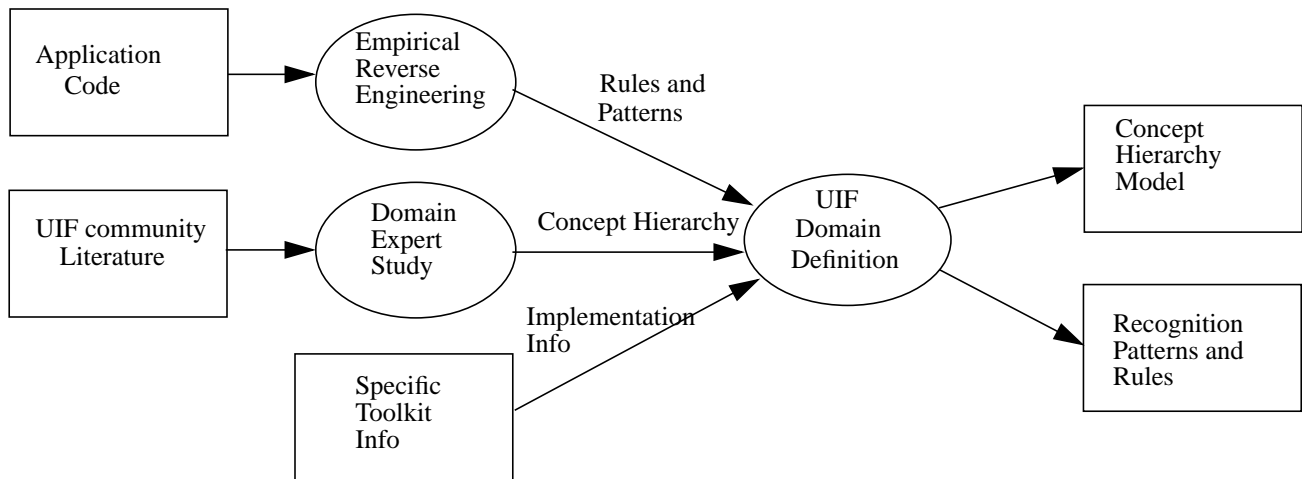 Application
Code
Empirical
Reverse
Engineering
Rules and
Patterns
Concept
Hierarchy
Model
UIF community
Literature
Domain
Expert
Study
Concept Hierarchy
UIF
Domain
Definition
Implementation
Info
Specific
Toolkit
Info
Recognition
Patterns and
Rules